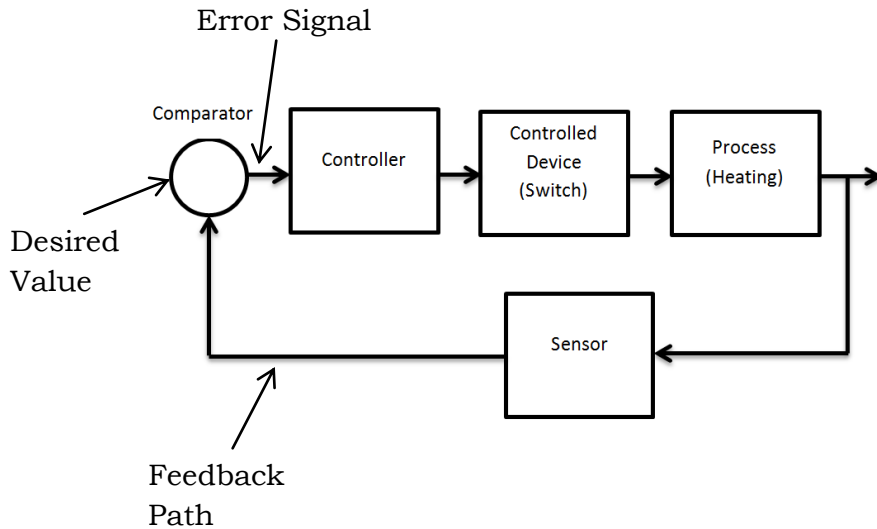 Error Signal
Comparator
Controller
Controlled
Device
(Switch)
Process
(Heating)
Desired
Value
Sensor
Feedback
Path